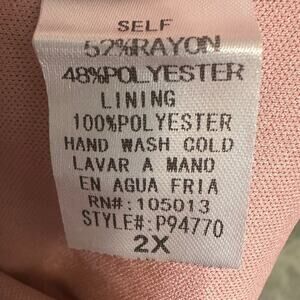 SELF
52%RAYON
48%POLYESTER
LINING
100%POLYESTER
HAND WASH COLD
LAVAR A MANO
EN AGUA FRIA
RN#:105013
STYLE#:P94770
2X